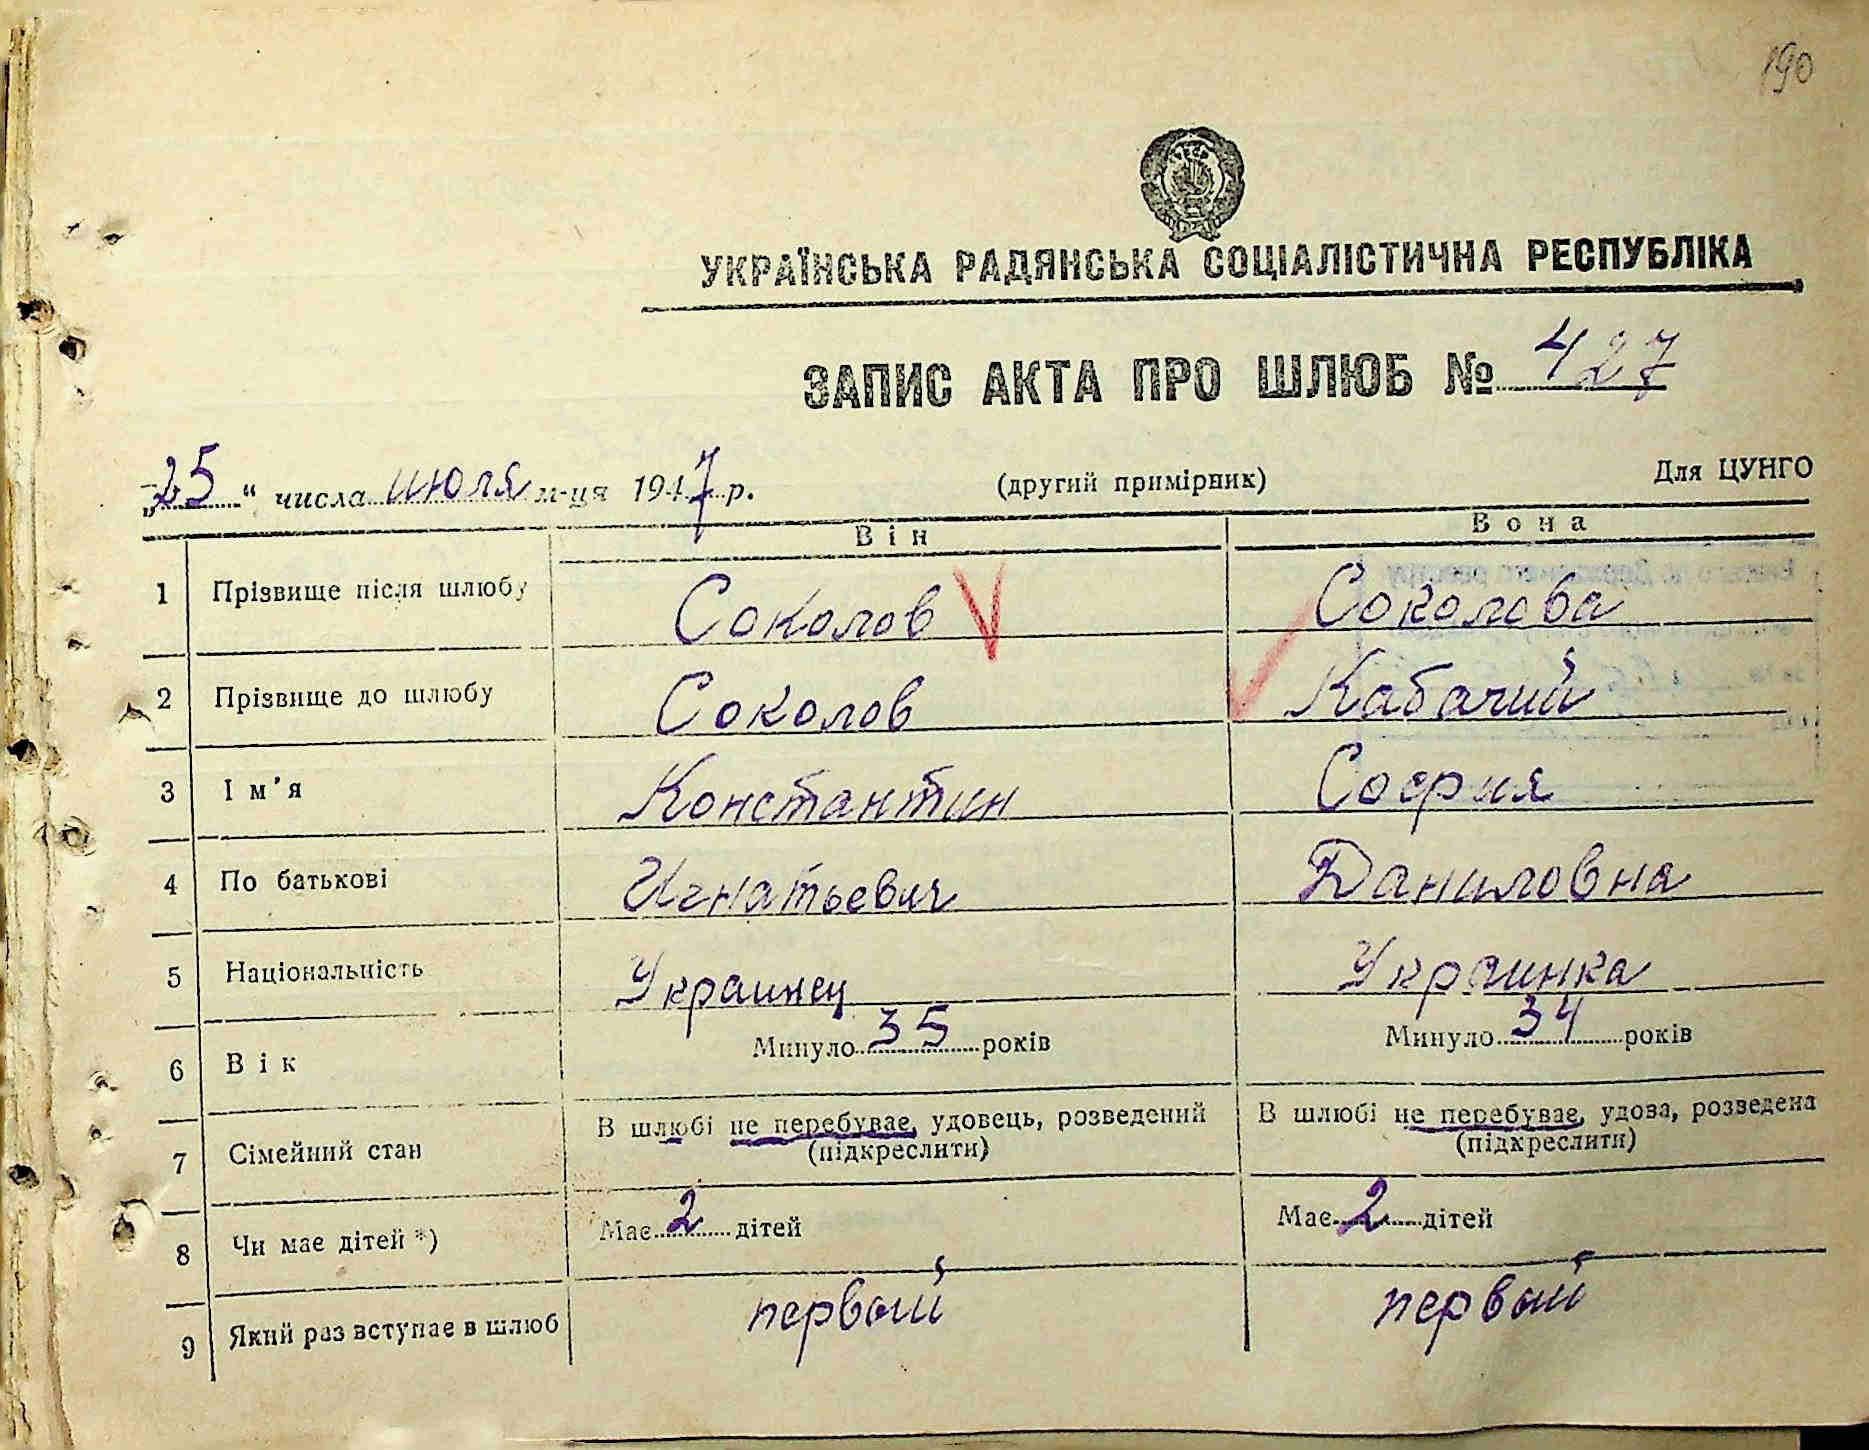 190
УКРАЇНСЬКА РАДЯНСЬКА СОЦІАЛІСТИЧНА РЕСПУБЛІКА
ЗАПИС АКТА ПРО ШЛЮБ № 427
„25“ числа июля м-ця 1947 р. (другий примірник) Для ЦУНГО
Він Вона
1 Прізвище після шлюбу Соколов Соколова
2 Прізвище до шлюбу Соколов Кабачий
3 Ім'я Константин София
4 По батькові Игнатьевич Даниловна
5 Національність Украинец Украинка
6 Вік Минуло 35 років Минуло 34 років
7 Сімейний стан В шлюбі не перебуває, удовець, розведений В шлюбі не перебуває, удова, розведена
(підкреслити) (підкреслити)
8 Чи має дітей *) Має 2 дітей Має 2 дітей
9 Який раз вступає в шлюб первый первый